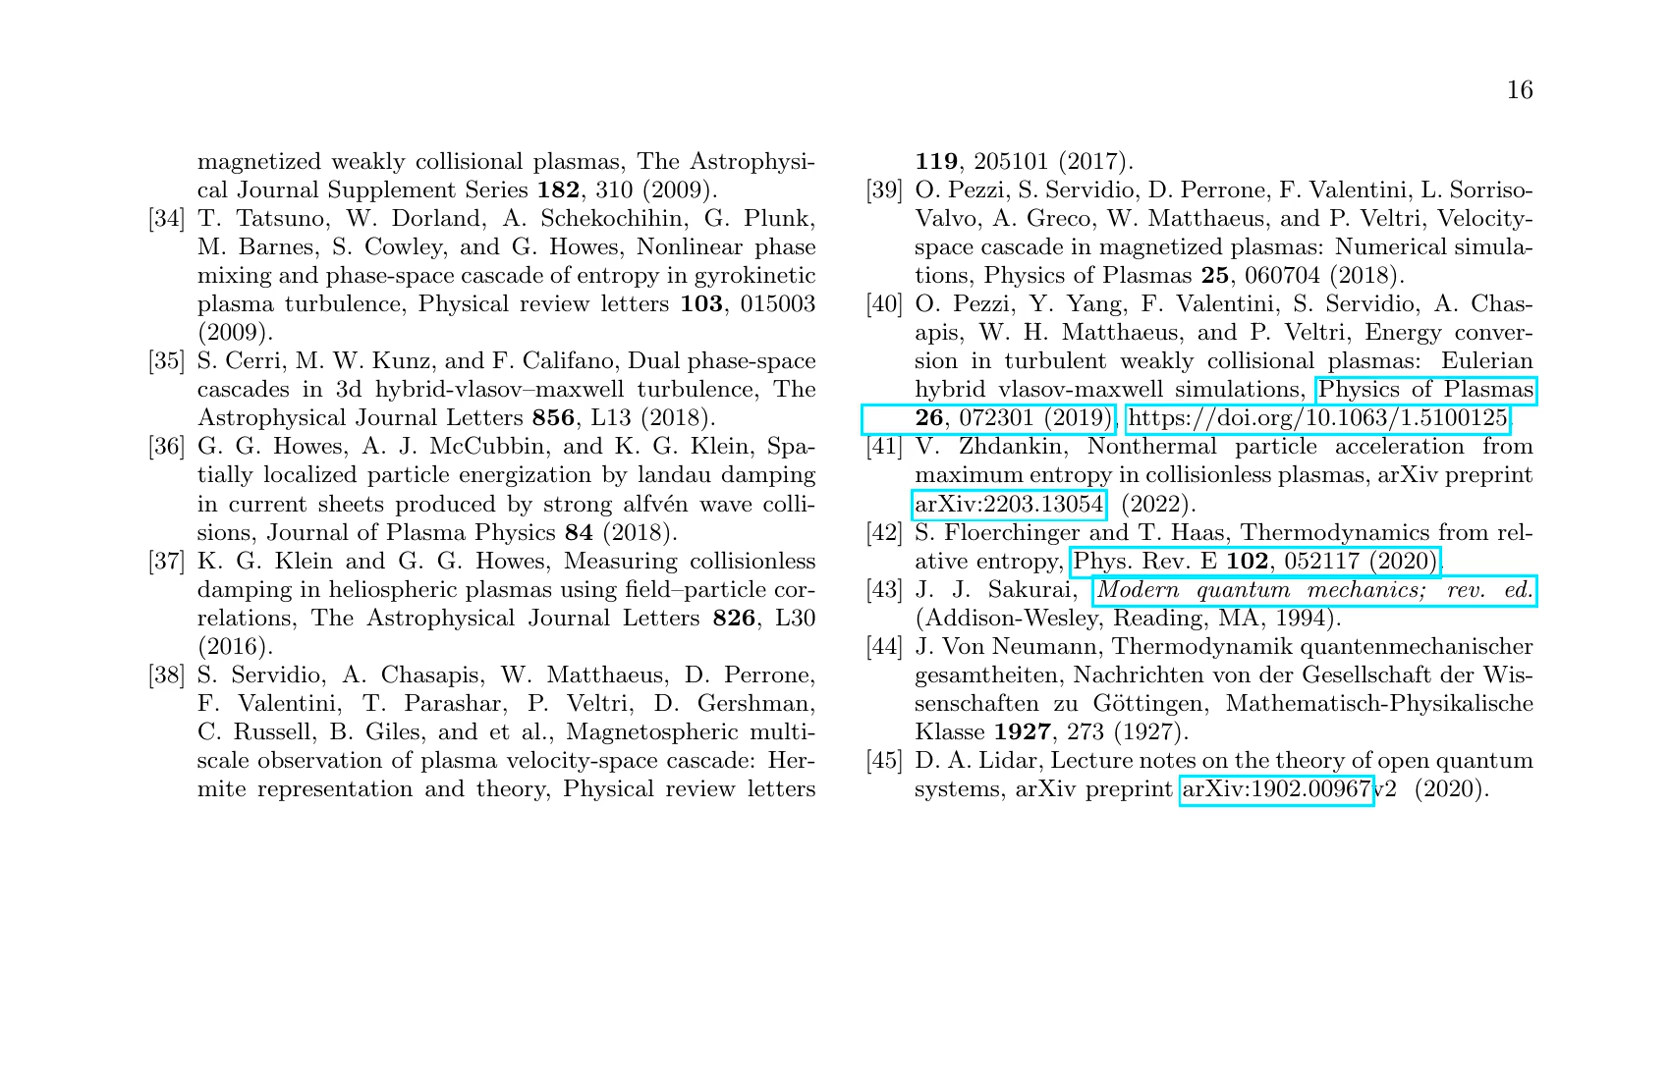 16
magnetized weakly collisional plasmas, The Astrophysi-
cal Journal Supplement Series 182, 310 (2009).
[34] T. Tatsuno, W. Dorland, A. Schekochihin, G. Plunk,
M. Barnes, S. Cowley, and G. Howes, Nonlinear phase
mixing and phase-space cascade of entropy in gyrokinetic
plasma turbulence, Physical review letters 103, 015003
(2009).
[35] S. Cerri, M. W. Kunz, and F. Califano, Dual phase-space
cascades in 3d hybrid-vlasov–maxwell turbulence, The
Astrophysical Journal Letters 856, L13 (2018).
[36] G. G. Howes, A. J. McCubbin, and K. G. Klein, Spa-
tially localized particle energization by landau damping
in current sheets produced by strong alfvén wave colli-
sions, Journal of Plasma Physics 84 (2018).
[37] K. G. Klein and G. G. Howes, Measuring collisionless
damping in heliospheric plasmas using field–particle cor-
relations, The Astrophysical Journal Letters 826, L30
(2016).
[38] S. Servidio, A. Chasapis, W. Matthaeus, D. Perrone,
F. Valentini, T. Parashar, P. Veltri, D. Gershman,
C. Russell, B. Giles, and et al., Magnetospheric multi-
scale observation of plasma velocity-space cascade: Her-
mite representation and theory, Physical review letters
119, 205101 (2017).
[39] O. Pezzi, S. Servidio, D. Perrone, F. Valentini, L. Sorriso-
Valvo, A. Greco, W. Matthaeus, and P. Veltri, Velocity-
space cascade in magnetized plasmas: Numerical simula-
tions, Physics of Plasmas 25, 060704 (2018).
[40] O. Pezzi, Y. Yang, F. Valentini, S. Servidio, A. Chas-
apis, W. H. Matthaeus, and P. Veltri, Energy conver-
sion in turbulent weakly collisional plasmas: Eulerian
hybrid vlasov-maxwell simulations, Physics of Plasmas
26, 072301 (2019), https://doi.org/10.1063/1.5100125.
[41] V. Zhdankin, Nonthermal particle acceleration from
maximum entropy in collisionless plasmas, arXiv preprint
arXiv:2203.13054 (2022).
[42] S. Floerchinger and T. Haas, Thermodynamics from rel-
ative entropy, Phys. Rev. E 102, 052117 (2020).
[43] J. J. Sakurai, Modern quantum mechanics; rev. ed.
(Addison-Wesley, Reading, MA, 1994).
[44] J. Von Neumann, Thermodynamik quantenmechanischer
gesamtheiten, Nachrichten von der Gesellschaft der Wis-
senschaften zu Göttingen, Mathematisch-Physikalische
Klasse 1927, 273 (1927).
[45] D. A. Lidar, Lecture notes on the theory of open quantum
systems, arXiv preprint arXiv:1902.00967v2 (2020).